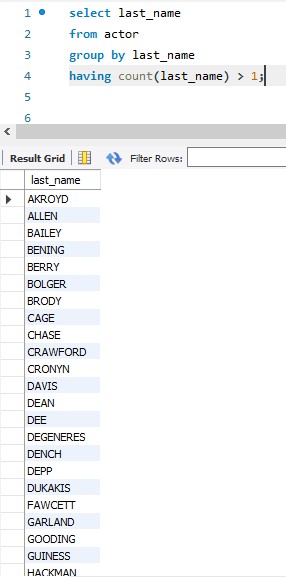 1 select last_name
2 from actor
3 group by last_name
4 having count(last_name) > 1;
5
6
Result Grid Filter Rows:
last_name
AKROYD
ALLEN
BAILEY
BENING
BERRY
BOLGER
BRODY
CAGE
CHASE
CRAWFORD
CRONYN
DAVIS
DEAN
DEE
DEGENERES
DENCH
DEPP
DUKAKIS
FAWCETT
GARLAND
GOODING
GUINESS
HACKMAN